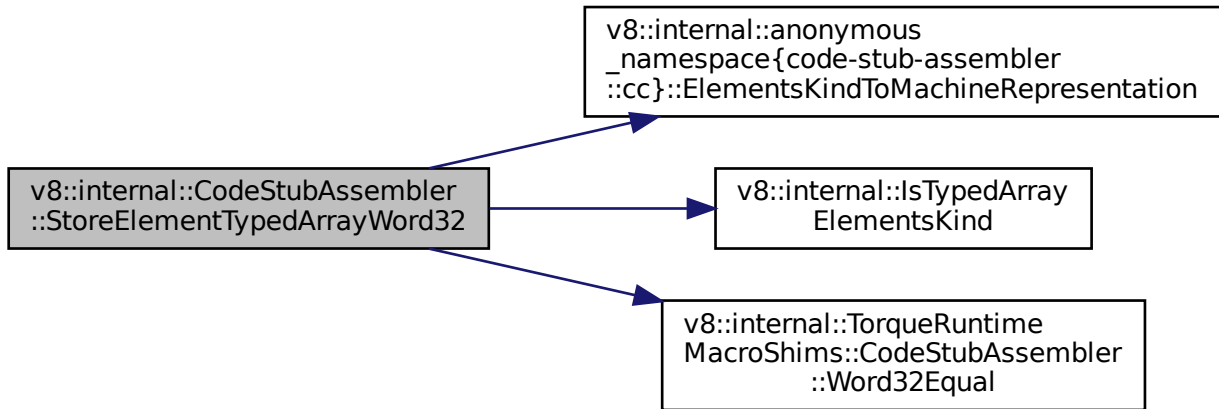 v8::internal::anonymous
_namespace{code-stub-assembler
::cc}::ElementsKindToMachineRepresentation
v8::internal::CodeStubAssembler
::StoreElementTypedArrayWord32
v8::internal::IsTypedArray
ElementsKind
v8::internal::TorqueRuntime
MacroShims::CodeStubAssembler
::Word32Equal